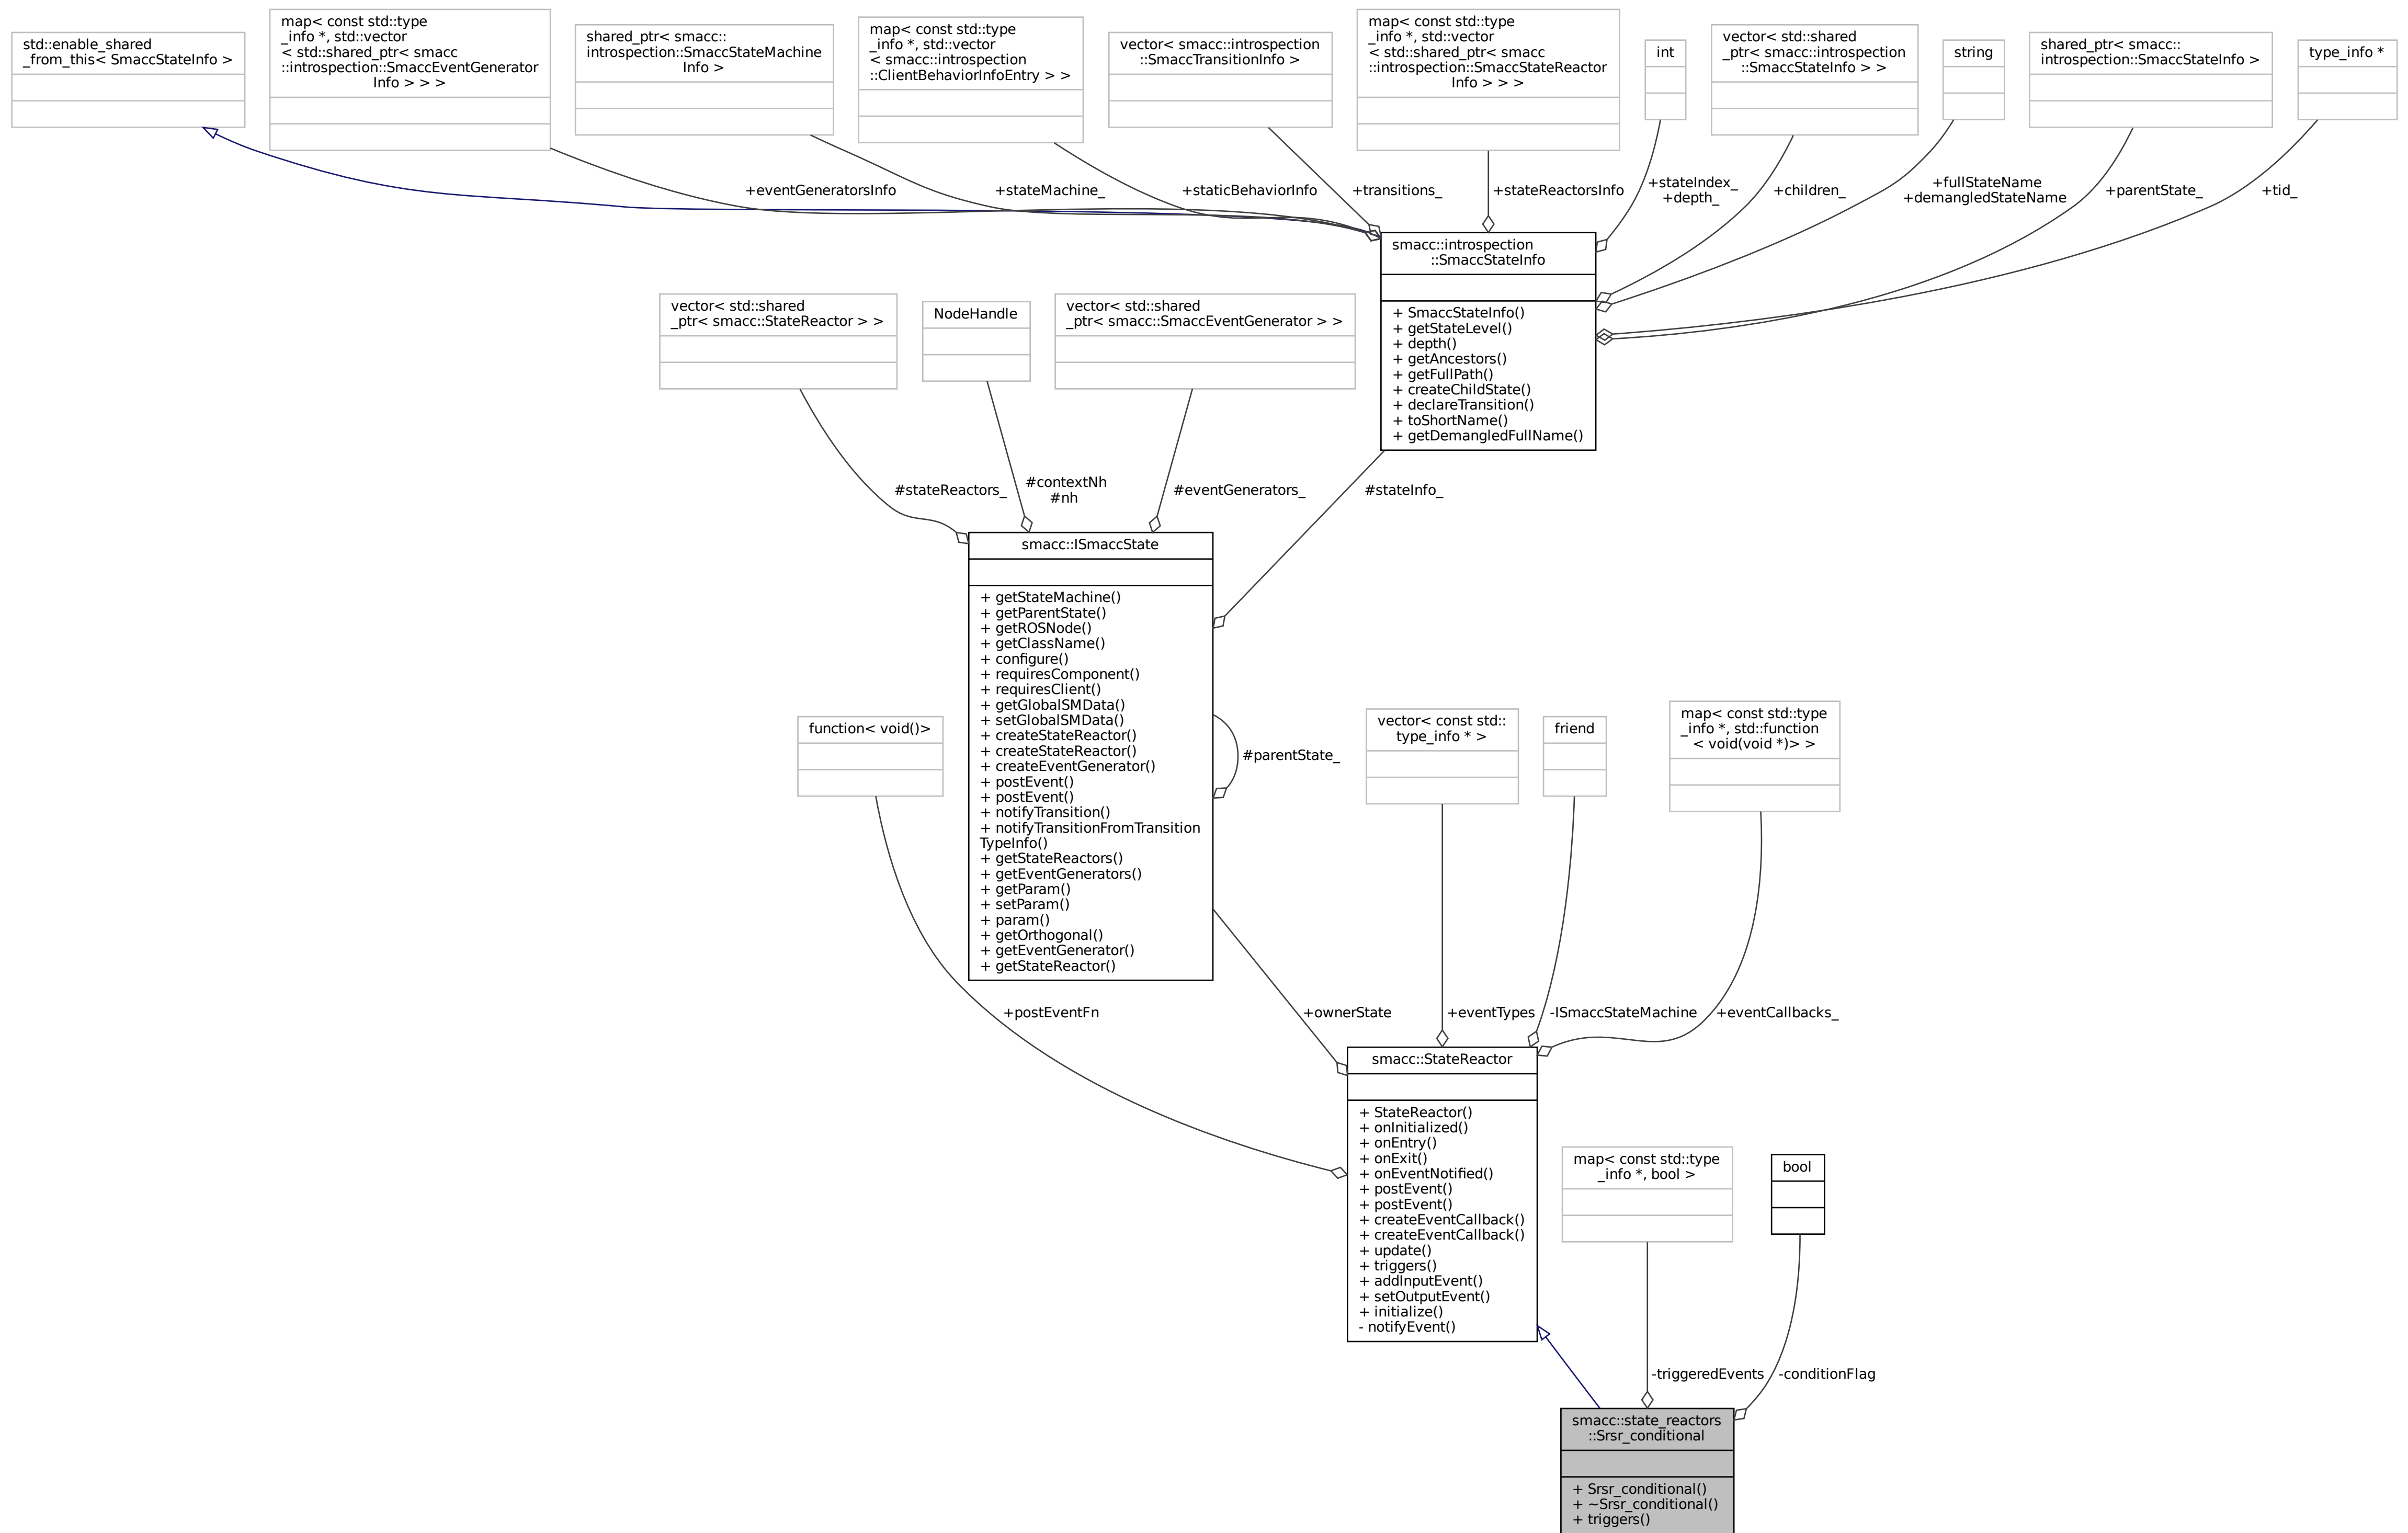 std::enable_shared
_from_this< SmaccStateInfo >
map< const std::type
_info *, std::vector
< std::shared_ptr< smacc
::introspection::SmaccEventGenerator
Info > > >
shared_ptr< smacc::
introspection::SmaccStateMachine
Info >
map< const std::type
_info *, std::vector
< smacc::introspection
::ClientBehaviorInfoEntry > >
vector< smacc::introspection
::SmaccTransitionInfo >
map< const std::type
_info *, std::vector
< std::shared_ptr< smacc
::introspection::SmaccStateReactor
Info > > >
int
vector< std::shared
_ptr< smacc::introspection
::SmaccStateInfo > >
string
shared_ptr< smacc::
introspection::SmaccStateInfo >
type_info *
+eventGeneratorsInfo
+stateMachine_
+staticBehaviorInfo
+transitions_
+stateReactorsInfo
+stateIndex_
+depth_
+children_
+fullStateName
+demangledStateName
+parentState_
+tid_
smacc::introspection
::SmaccStateInfo
+ SmaccStateInfo()
+ getStateLevel()
+ depth()
+ getAncestors()
+ getFullPath()
+ createChildState()
+ declareTransition()
+ toShortName()
+ getDemangledFullName()
vector< std::shared
_ptr< smacc::StateReactor > >
NodeHandle
vector< std::shared
_ptr< smacc::SmaccEventGenerator > >
#stateReactors_
#contextNh
#nh
#eventGenerators_
#stateInfo_
smacc::ISmaccState
+ getStateMachine()
+ getParentState()
+ getROSNode()
+ getClassName()
+ configure()
+ requiresComponent()
+ requiresClient()
+ getGlobalSMData()
+ setGlobalSMData()
+ createStateReactor()
+ createStateReactor()
+ createEventGenerator()
+ postEvent()
+ postEvent()
+ notifyTransition()
+ notifyTransitionFromTransition
TypeInfo()
+ getStateReactors()
+ getEventGenerators()
+ getParam()
+ setParam()
+ param()
+ getOrthogonal()
+ getEventGenerator()
+ getStateReactor()
#parentState_
function< void()>
vector< const std::
type_info * >
friend
map< const std::type
_info *, std::function
< void(void *)> >
+postEventFn
+ownerState
+eventTypes
-ISmaccStateMachine
+eventCallbacks_
smacc::StateReactor
+ StateReactor()
+ onInitialized()
+ onEntry()
+ onExit()
+ onEventNotified()
+ postEvent()
+ postEvent()
+ createEventCallback()
+ createEventCallback()
+ update()
+ triggers()
+ addInputEvent()
+ setOutputEvent()
+ initialize()
- notifyEvent()
map< const std::type
_info *, bool >
bool
-triggeredEvents
-conditionFlag
smacc::state_reactors
::Srsr_conditional
+ Srsr_conditional()
+ ~Srsr_conditional()
+ triggers()